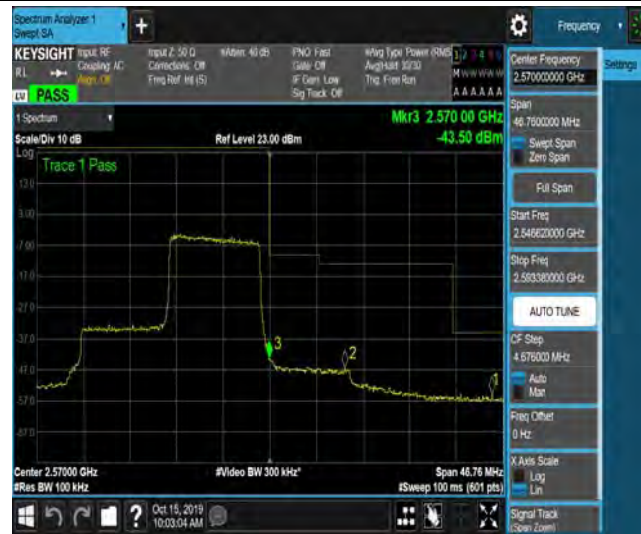 Spectrum Analyzer 1
Swept SA
+
Frequency
KEYSIGHT
RL
LV PASS
Input: RF
Coupling: AC
Align: Off
Input Z: 50 Ω
Corrections: Off
Freq Ref: Int (S)
#Atten: 40 dB
PNO: Fast
Gate: Off
IF Gain: Low
Sig Track: Off
#Avg Type: Power (RMS
Avg|Hold: 30/30
Trig: Free Run
1 2 3 4 5 6
M W W W W W
A A A A A A
1 Spectrum
Mkr3 2.570 00 GHz
Scale/Div 10 dB
Ref Level 23.00 dBm
-43.50 dBm
Log
Trace 1 Pass
13.0
3.00
-7.00
-17.0
-27.0
-37.0
-47.0
-57.0
-67.0
3
2
1
Center 2.57000 GHz
#Video BW 300 kHz*
Span 46.76 MHz
#Res BW 100 kHz
#Sweep 100 ms (601 pts)
Center Frequency
2.570000000 GHz
Settings
Span
46.7600000 MHz
Swept Span
Zero Span
Full Span
Start Freq
2.546620000 GHz
Stop Freq
2.593380000 GHz
AUTO TUNE
CF Step
4.676000 MHz
Auto
Man
Freq Offset
0 Hz
X Axis Scale
Log
Lin
Signal Track
(Span Zoom)
?
Oct 15, 2019
10:03:04 AM